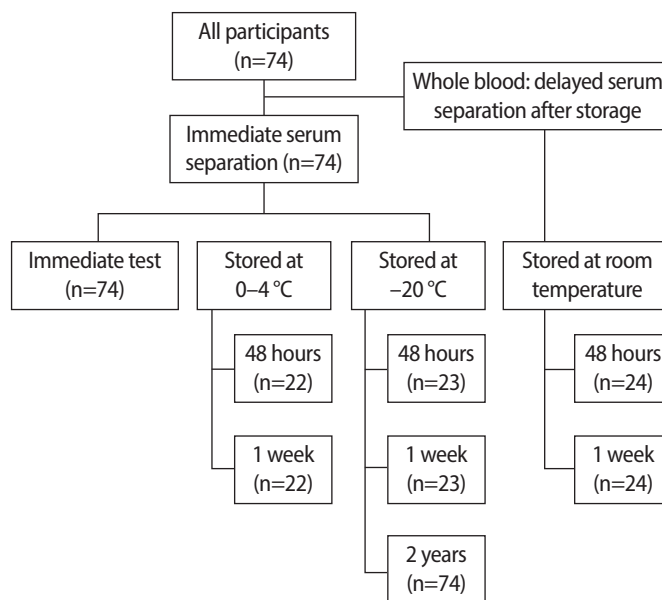 All participants
(n=74)
Whole blood: delayed serum
separation after storage
Immediate serum
separation (n=74)
Immediate test
(n=74)
Stored at
0–4 °C
Stored at
–20 °C
Stored at room
temperature
48 hours
(n=22)
48 hours
(n=23)
48 hours
(n=24)
1 week
(n=22)
1 week
(n=23)
1 week
(n=24)
2 years
(n=74)